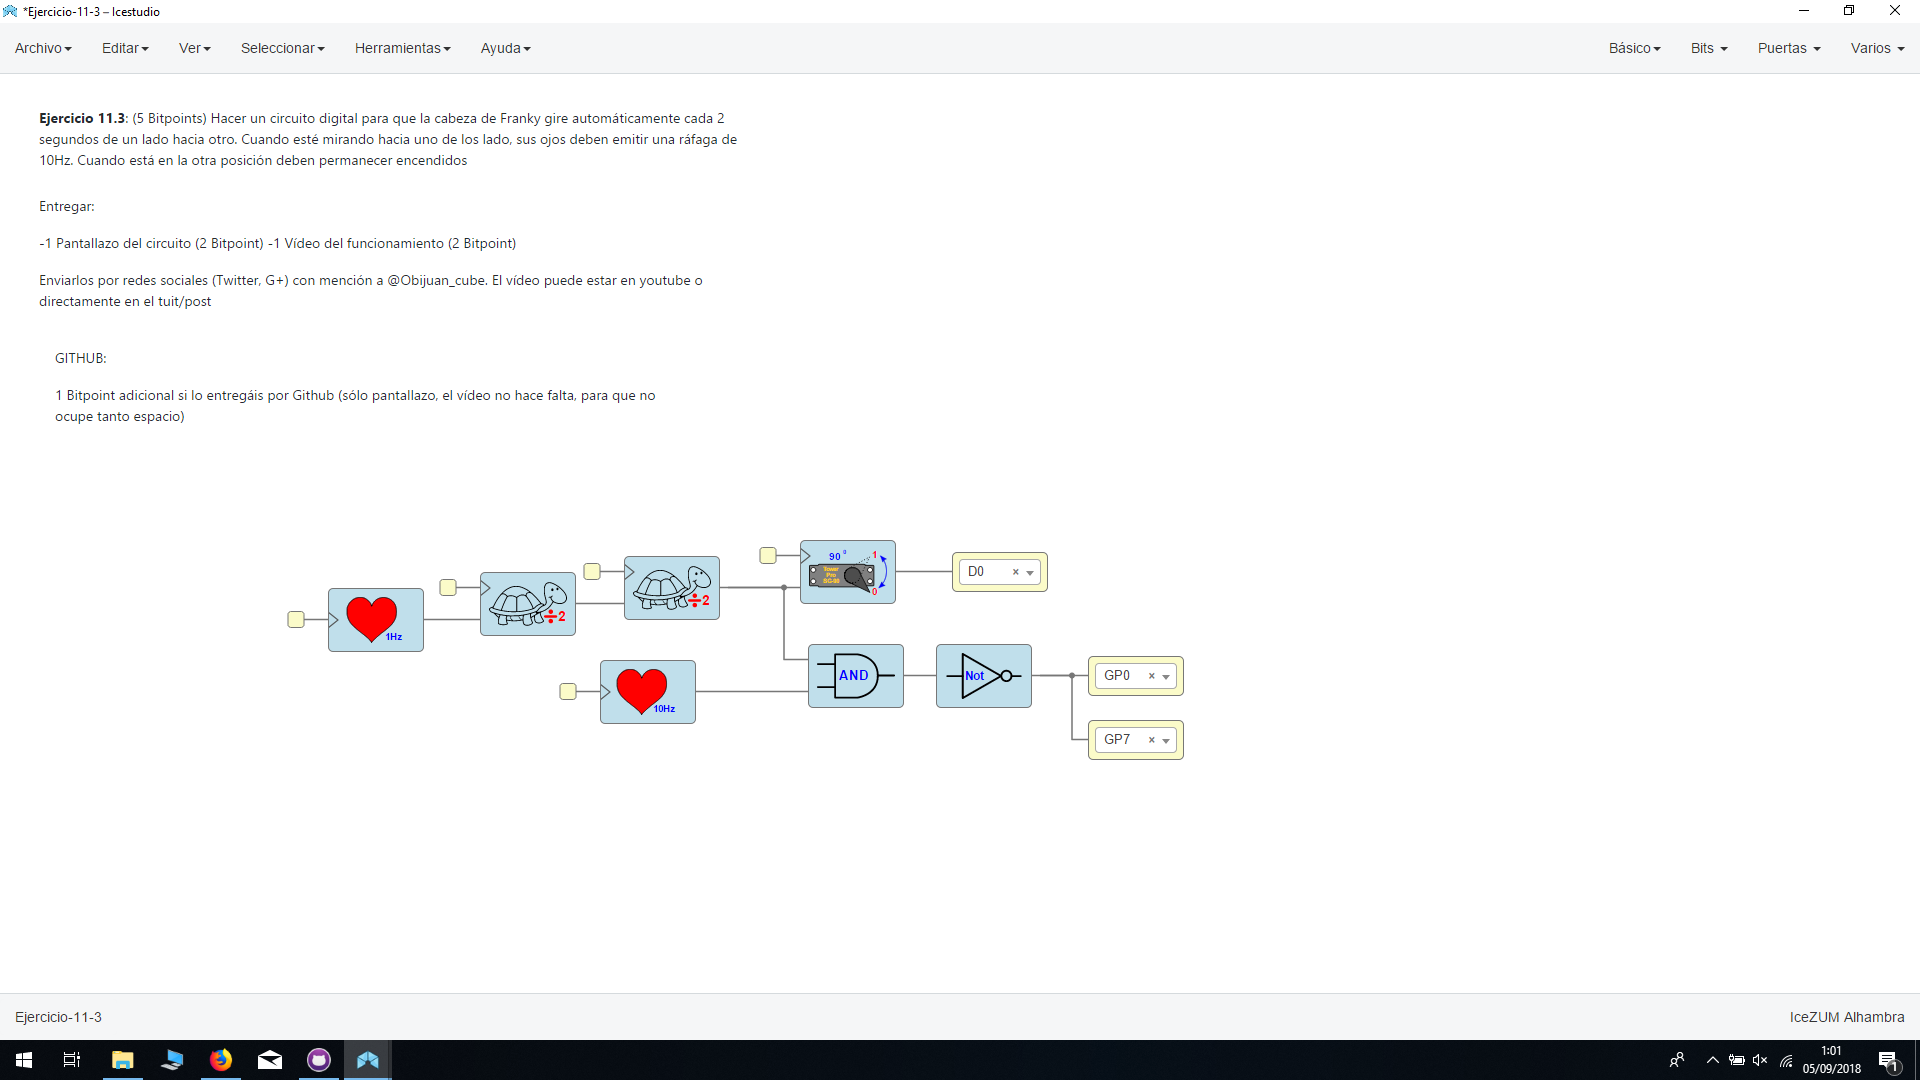 *Ejercicio-11-3 – Icestudio
Archivo Editar Ver Seleccionar Herramientas Ayuda Básico Bits Puertas Varios
Ejercicio 11.3: (5 Bitpoints) Hacer un circuito digital para que la cabeza de Franky gire automáticamente cada 2
segundos de un lado hacia otro. Cuando esté mirando hacia uno de los lado, sus ojos deben emitir una ráfaga de
10Hz. Cuando está en la otra posición deben permanecer encendidos
Entregar:
-1 Pantallazo del circuito (2 Bitpoint) -1 Vídeo del funcionamiento (2 Bitpoint)
Enviarlos por redes sociales (Twitter, G+) con mención a @Obijuan_cube. El vídeo puede estar en youtube o
directamente en el tuit/post
GITHUB:
1 Bitpoint adicional si lo entregáis por Github (sólo pantallazo, el vídeo no hace falta, para que no
ocupe tanto espacio)
90 º 1
Tower
Pro
SG-90
0
D0 ×
÷2
÷2
1Hz
10Hz
AND
Not
GP0 ×
GP7 ×
Ejercicio-11-3 IceZUM Alhambra
1:01
05/09/2018
1